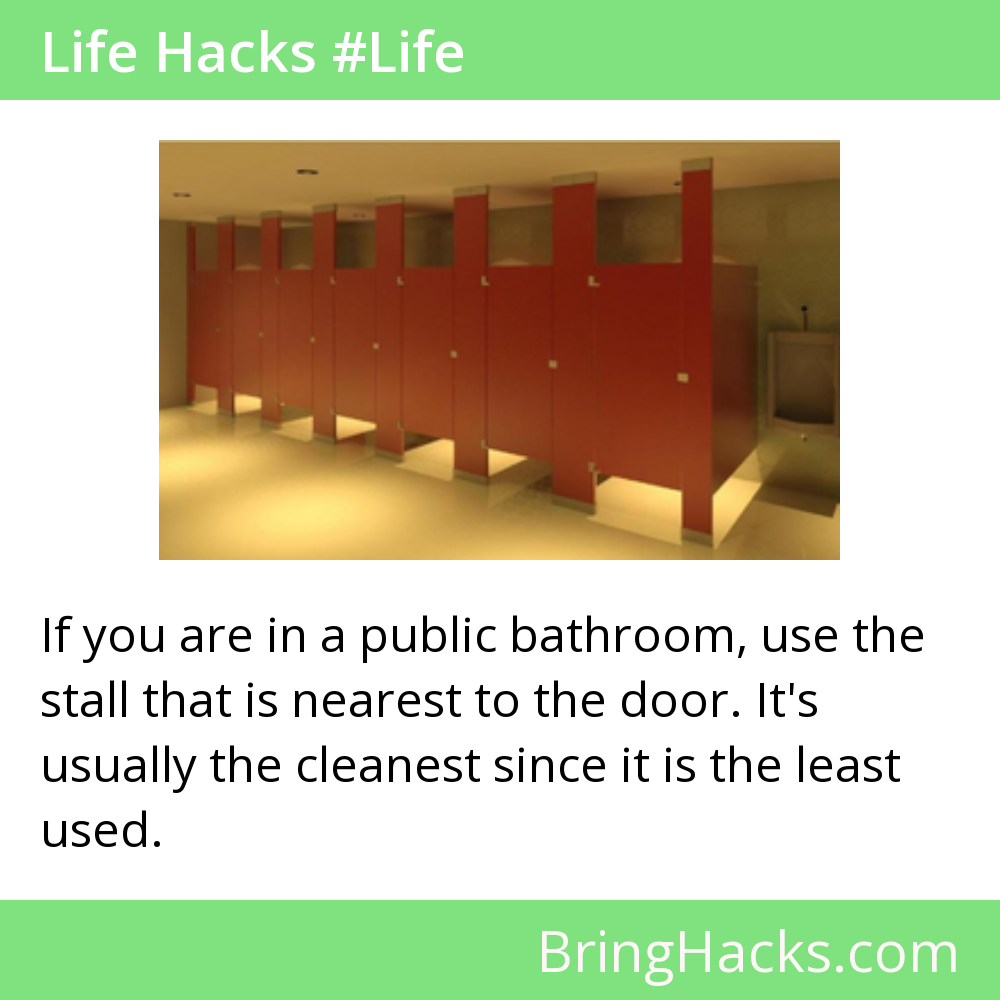 Life Hacks #Life
If you are in a public bathroom, use the
stall that is nearest to the door. It's
usually the cleanest since it is the least
used.
BringHacks.com